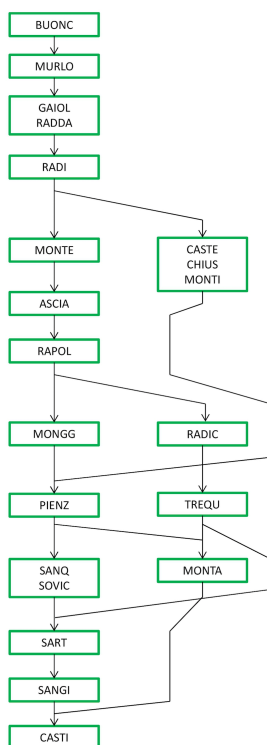 BUONC
MURLO
GAIOL
RADDA
RADI
MONTE
CASTE
CHIUS
MONTI
ASCIA
RAPOL
MONGG
RADIC
PIENZ
TREQU
SANQ
SOVIC
MONTA
SART
SANGI
CASTI